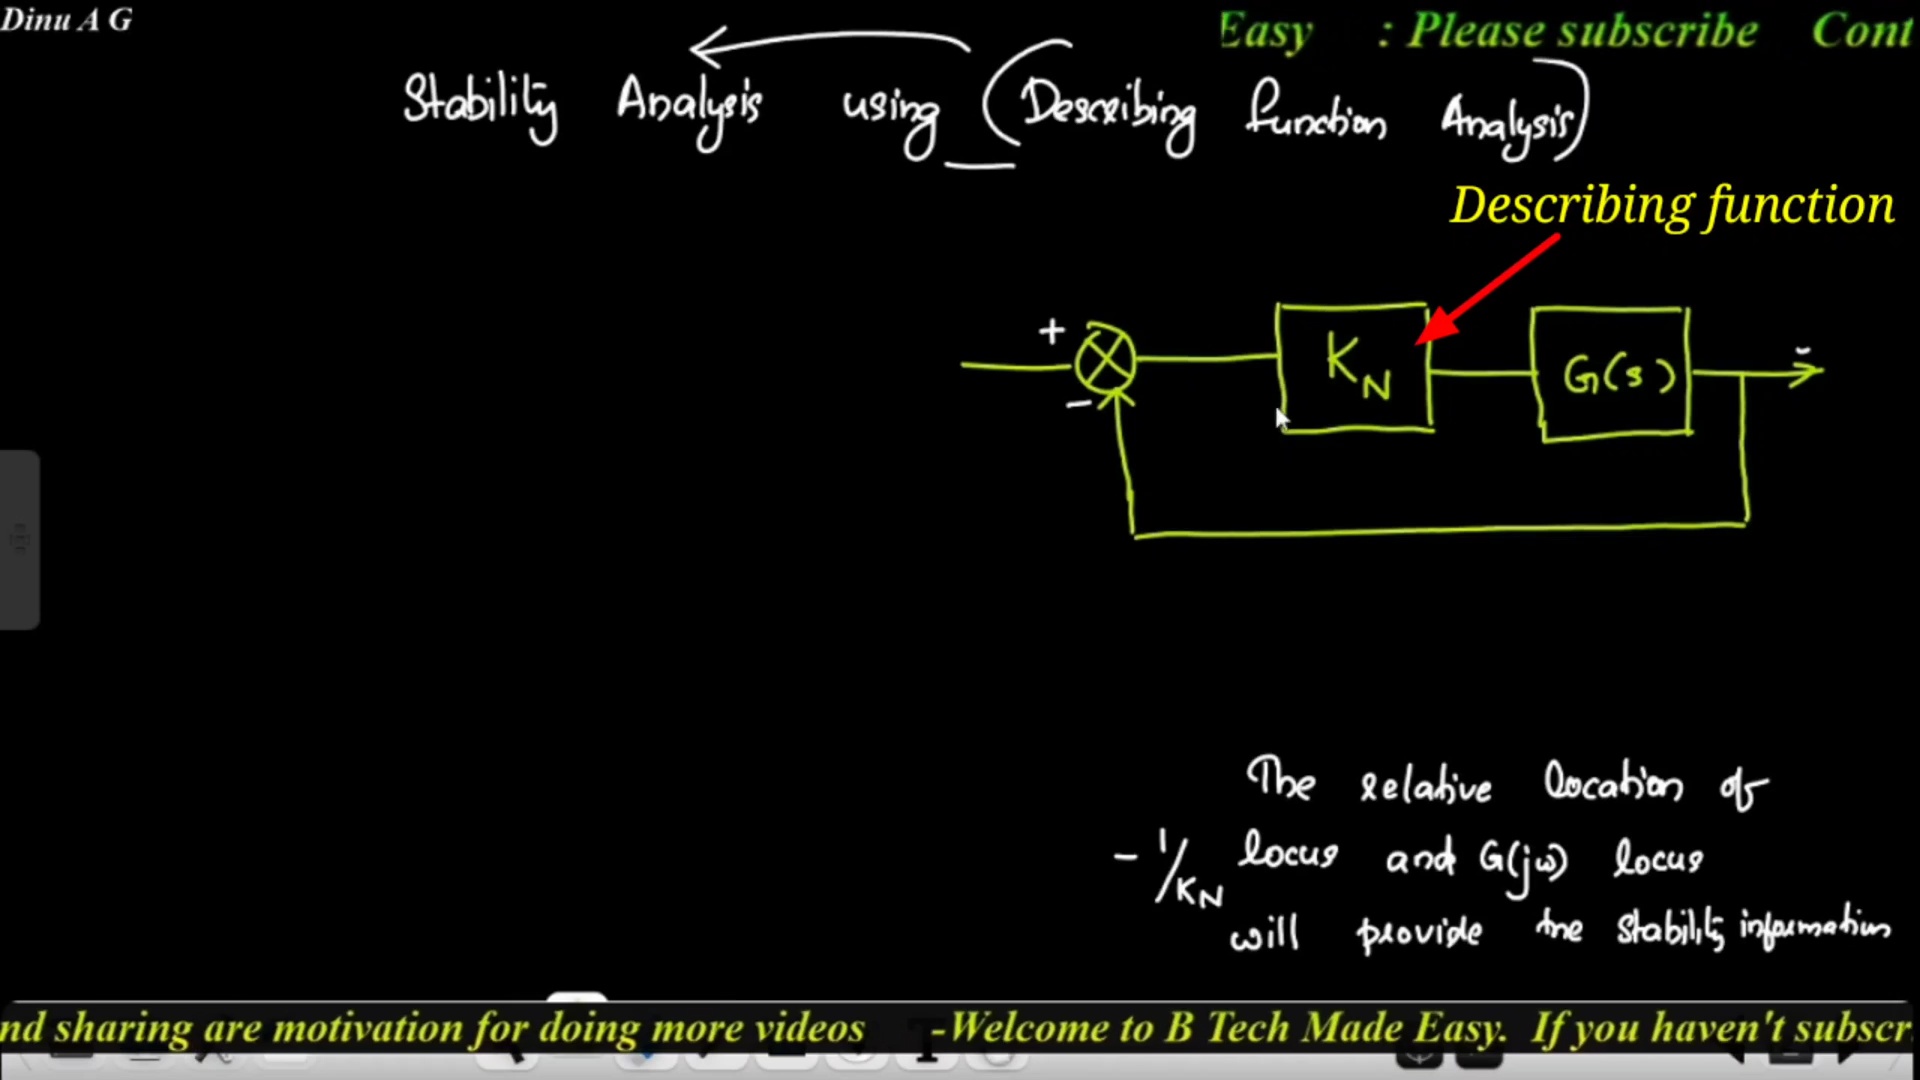 Dinu A G
Easy : Please subscribe Cont
Stability Analysis using (Describing function Analysis)
Describing function
+
-
KN
G(s)
The relative location of
- 1/KN locus and G(jω) locus
will provide the stability information
nd sharing are motivation for doing more videos -Welcome to B Tech Made Easy. If you haven't subscr
T